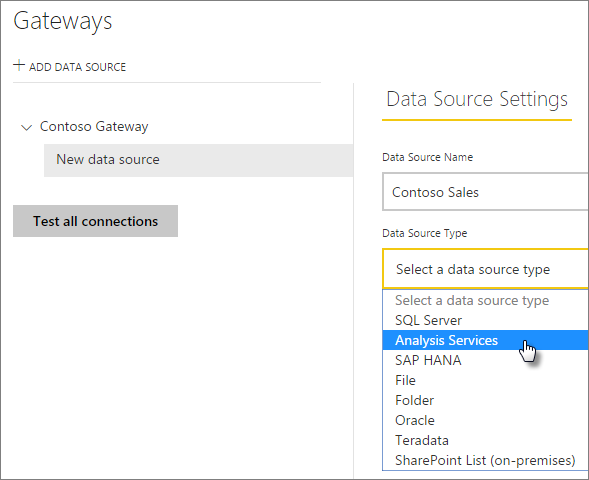 Gateways
+ ADD DATA SOURCE
Contoso Gateway
New data source
Test all connections
Data Source Settings
Data Source Name
Contoso Sales
Data Source Type
Select a data source type
Select a data source type
SQL Server
Analysis Services
SAP HANA
File
Folder
Oracle
Teradata
SharePoint List (on-premises)